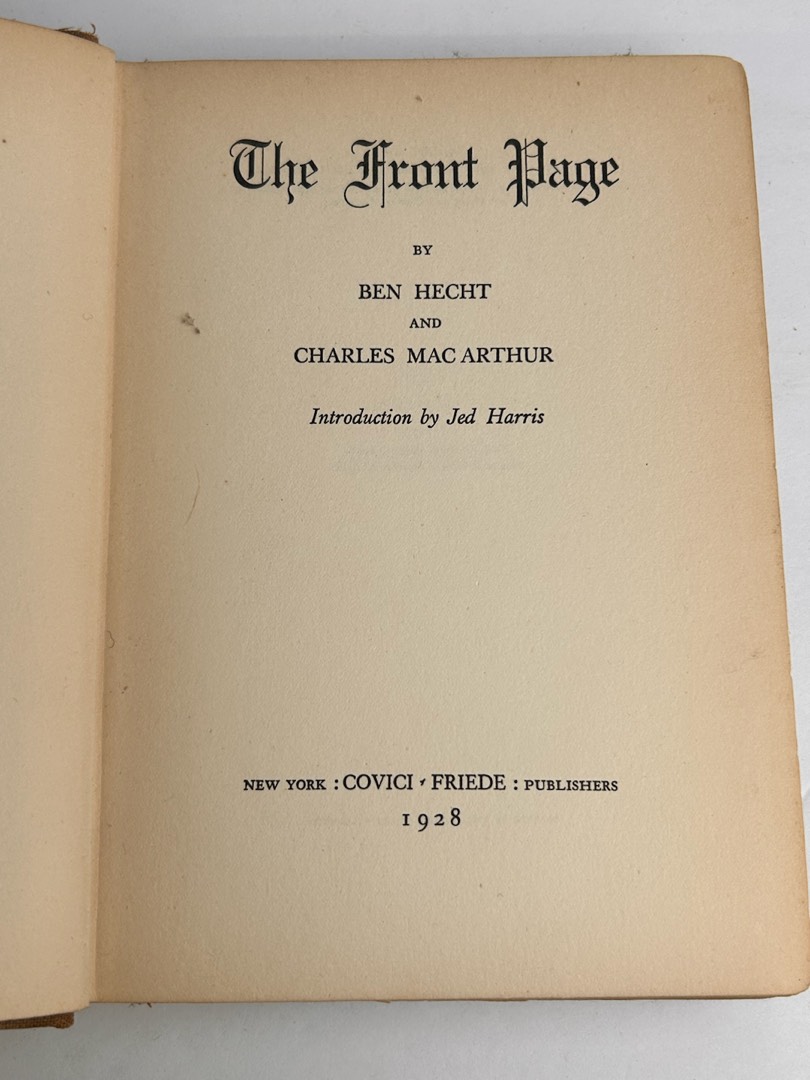 The Front Page
BY
BEN HECHT
AND
CHARLES MAC ARTHUR
Introduction by Jed Harris
NEW YORK : COVICI · FRIEDE : PUBLISHERS
1928